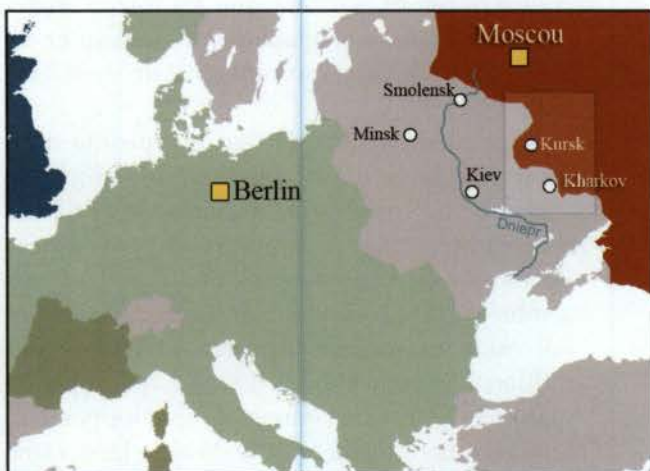 Moscou
Smolensk
Minsk
Kursk
Kiev
Kharkov
Berlin
Dniepr